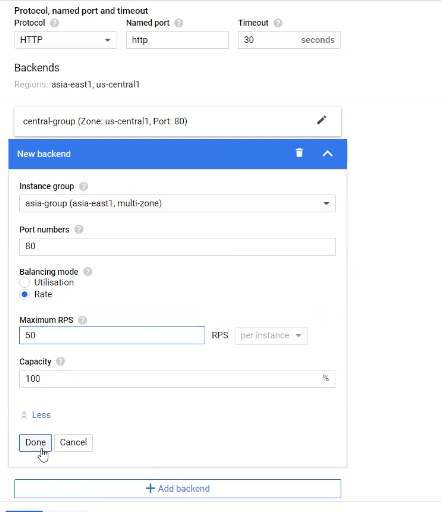 Protocol, named port and timeout
Protocol ? Named port ? Timeout ?
HTTP http 30 seconds
Backends
Regions: asia-east1, us-central1
central-group (Zone: us-central1, Port: 80)
New backend
Instance group ?
asia-group (asia-east1, multi-zone)
Port numbers ?
80
Balancing mode ?
Utilisation
Rate
Maximum RPS ?
50 RPS per instance
Capacity ?
100 %
Less
Done Cancel
+ Add backend